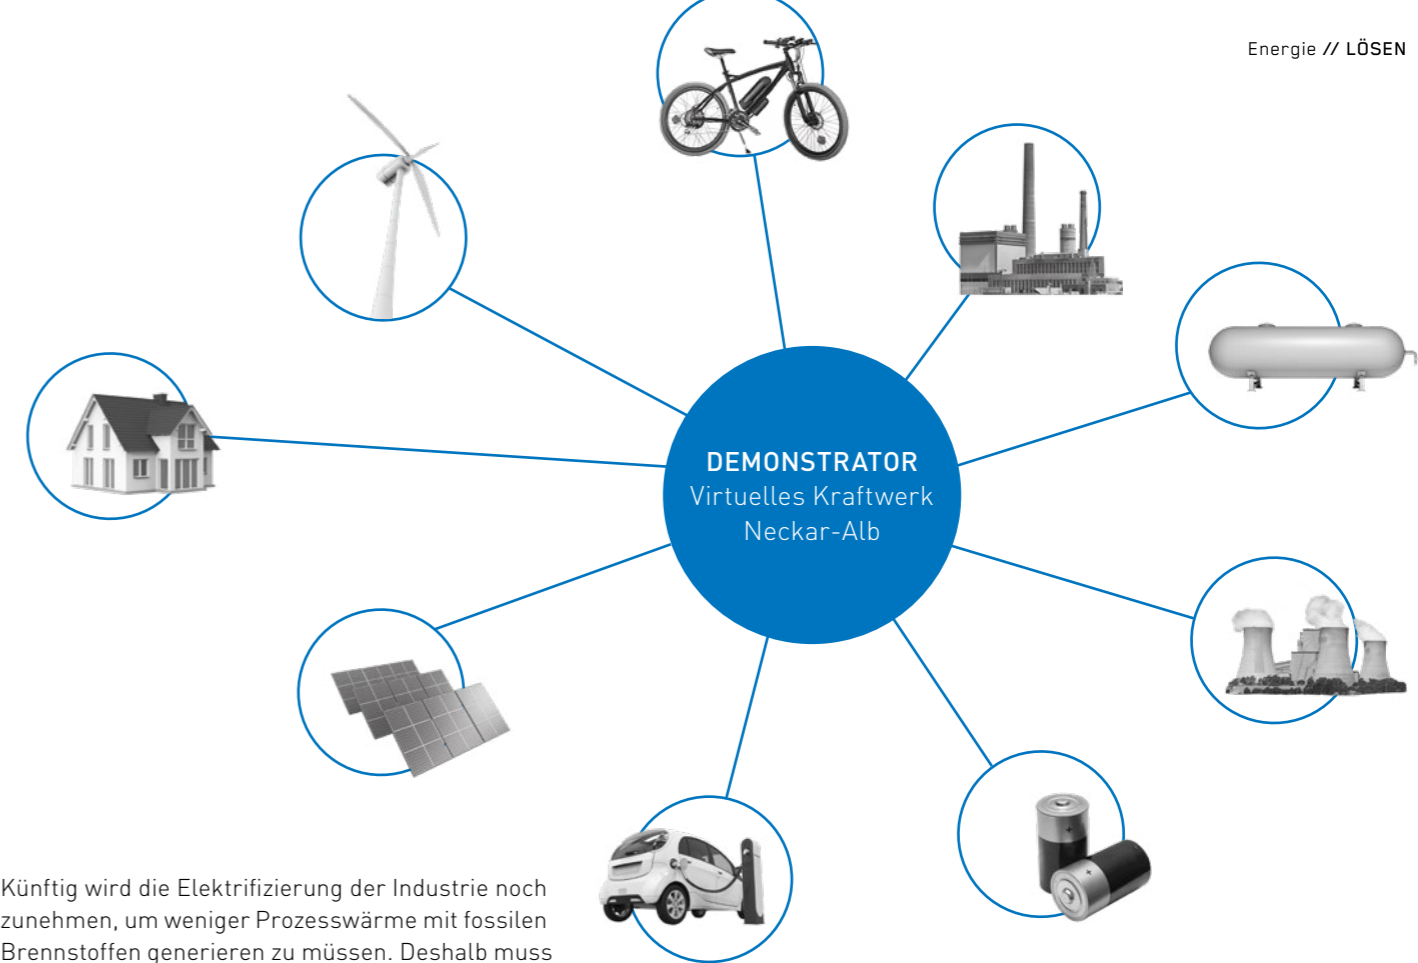 Energie // LÖSEN
DEMONSTRATOR
Virtuelles Kraftwerk
Neckar-Alb
Künftig wird die Elektrifizierung der Industrie noch
zunehmen, um weniger Prozesswärme mit fossilen
Brennstoffen generieren zu müssen. Deshalb muss